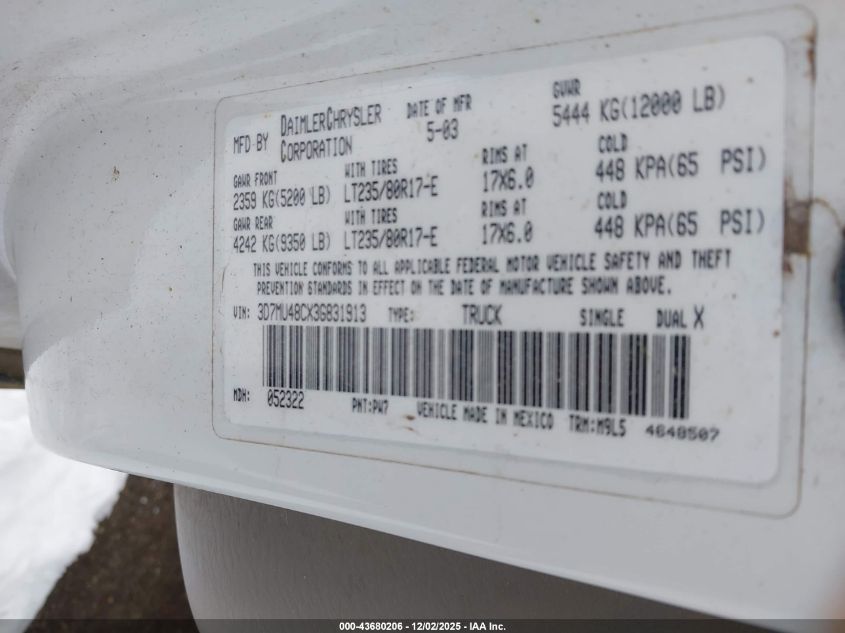 MFD BY DAIMLERCHRYSLER CORPORATION DATE OF MFR 5-03 GVWR 5444 KG(12000 LB)
GAWR FRONT WITH TIRES RIMS AT COLD
2359 KG(5200 LB) LT235/80R17-E 17X6.0 448 KPA(65 PSI)
GAWR REAR WITH TIRES RIMS AT COLD
4242 KG(9350 LB) LT235/80R17-E 17X6.0 448 KPA(65 PSI)
THIS VEHICLE CONFORMS TO ALL APPLICABLE FEDERAL MOTOR VEHICLE SAFETY AND THEFT
PREVENTION STANDARDS IN EFFECT ON THE DATE OF MANUFACTURE SHOWN ABOVE.
VIN: 3D7MU48CX3G831913 TYPE: TRUCK SINGLE DUAL X
MDH: 052322 PNT:PW7 VEHICLE MADE IN MEXICO TRM:M9L5 4648507
000-43680206 - 12/02/2025 - IAA Inc.